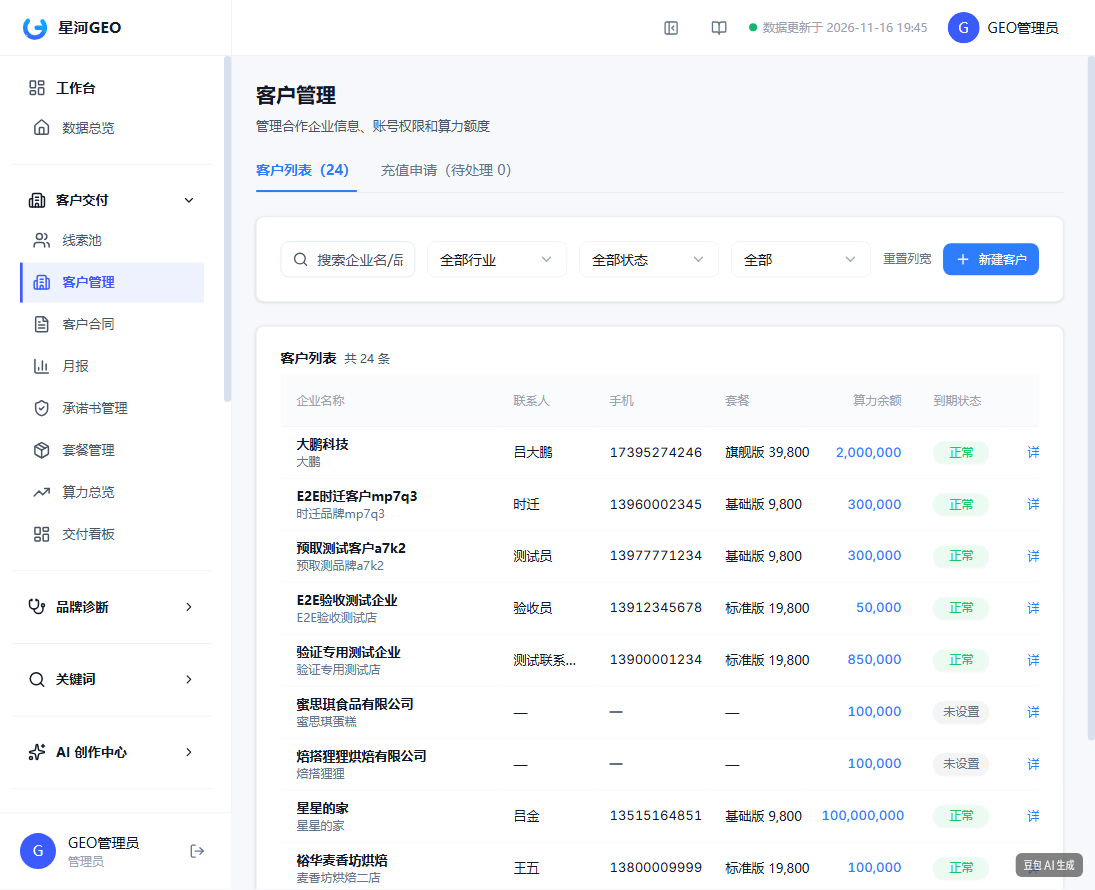 星河GEO
数据更新于 2026-11-16 19:45
G
GEO管理员
工作台
数据总览
客户交付
线索池
客户管理
客户合同
月报
承诺书管理
套餐管理
算力总览
交付看板
品牌诊断
关键词
AI 创作中心
G
GEO管理员
管理员
客户管理
管理合作企业信息、账号权限和算力额度
客户列表（24） 充值申请（待处理 0）
搜索企业名/品 全部行业 全部状态 全部 重置列宽 新建客户
客户列表 共 24 条
企业名称 联系人 手机 套餐 算力余额 到期状态
大鹏科技
大鹏
吕大鹏 17395274246 旗舰版 39,800 2,000,000 正常 详
E2E时迁客户mp7q3
时迁品牌mp7q3
时迁 13960002345 基础版 9,800 300,000 正常 详
预取测试客户a7k2
预取测品牌a7k2
测试员 13977771234 基础版 9,800 300,000 正常 详
E2E验收测试企业
E2E验收测试店
验收员 13912345678 标准版 19,800 50,000 正常 详
验证专用测试企业
验证专用测试店
测试联系... 13900001234 标准版 19,800 850,000 正常 详
蜜思琪食品有限公司
蜜思琪蛋糕
— — — 100,000 未设置 详
焙搭狸狸烘焙有限公司
焙搭狸狸
— — — 100,000 未设置 详
星星的家
星星的家
吕金 13515164851 基础版 9,800 100,000,000 正常 详
裕华麦香坊烘焙
麦香坊烘焙二店
王五 13800009999 标准版 19,800 100,000 正常 详
豆包 AI 生成